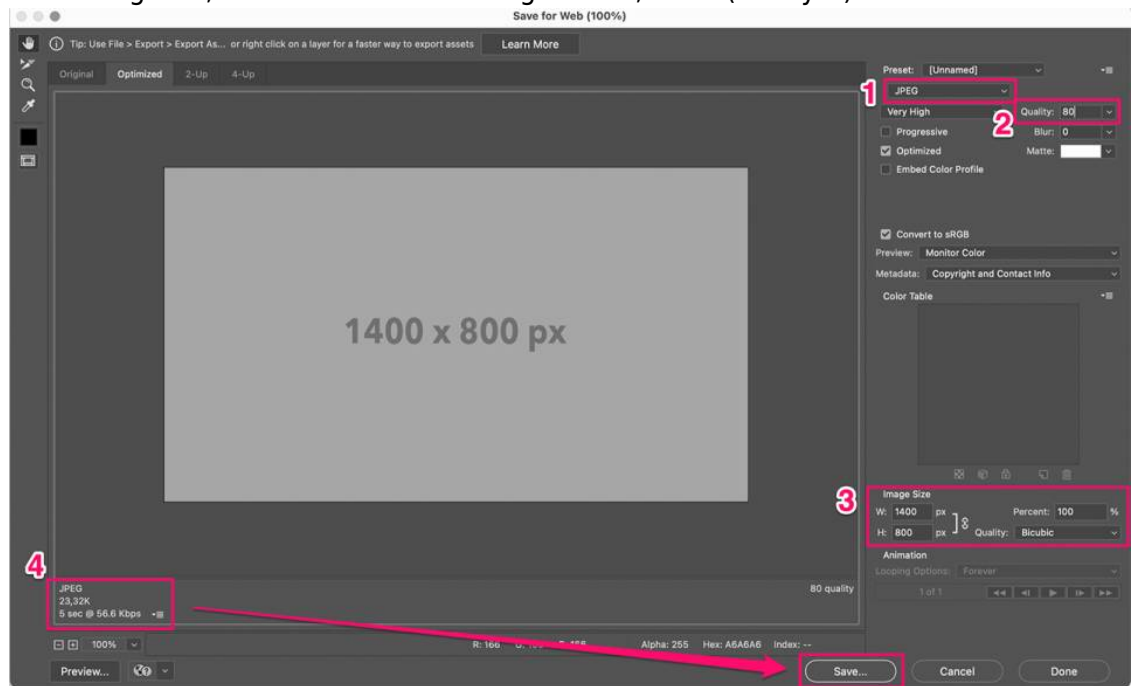 Save for Web (100%)
Tip: Use File > Export > Export As... or right click on a layer for a faster way to export assets
Learn More
Original Optimized 2-Up 4-Up
Preset: [Unnamed]
1 JPEG
Very High 2 Quality: 80
Progressive Blur: 0
Optimized Matte:
Embed Color Profile
Convert to sRGB
Preview: Monitor Color
Metadata: Copyright and Contact Info
Color Table
1400 x 800 px
3 Image Size
W: 1400 px Percent: 100 %
H: 800 px Quality: Bicubic
Animation
Looping Options: Forever
1 of 1
4
JPEG
23,32K
5 sec @ 56.6 Kbps
80 quality
100% R: 166 Alpha: 255 Hex: A6A6A6 Index: --
Preview... Save... Cancel Done